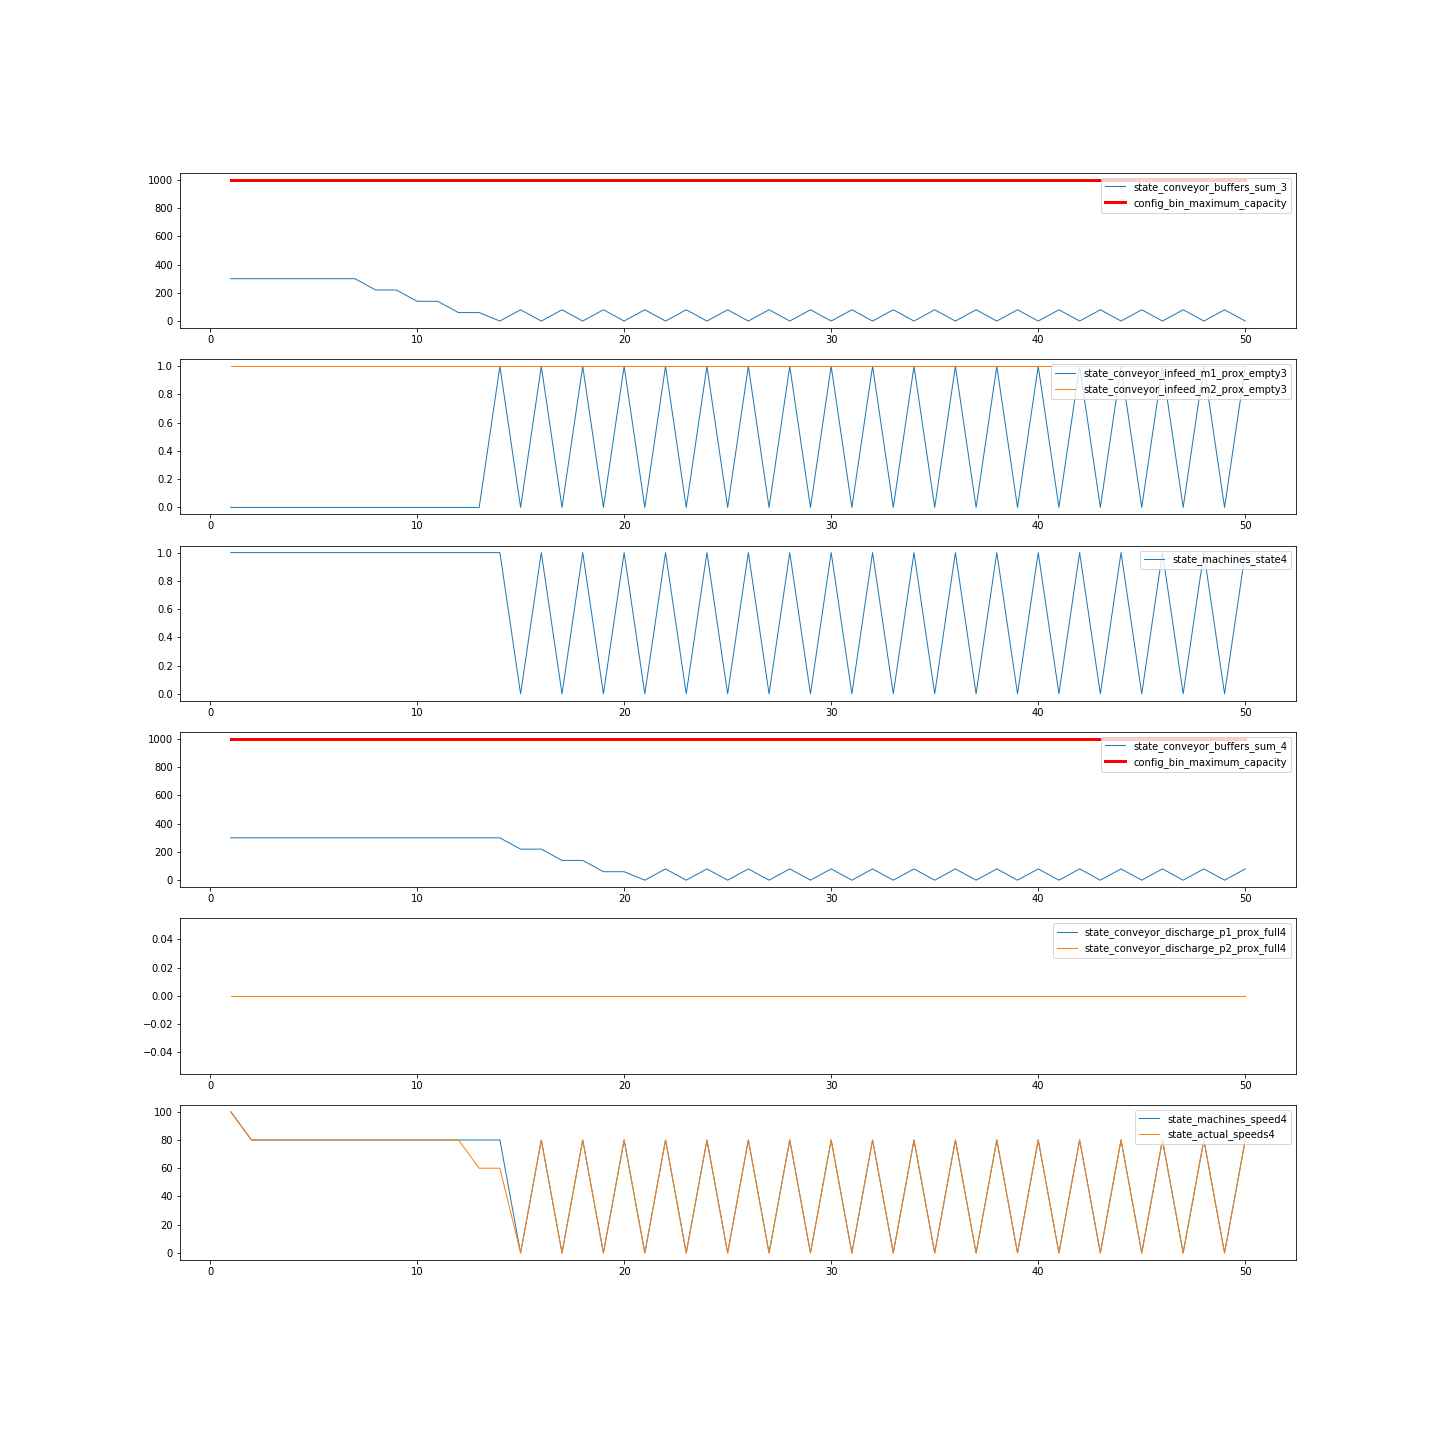 1000
800
600
400
200
0
state_conveyor_buffers_sum_3
config_bin_maximum_capacity
0 10 20 30 40 50
1.0
0.8
0.6
0.4
0.2
0.0
state_conveyor_infeed_m1_prox_empty3
state_conveyor_infeed_m2_prox_empty3
0 10 20 30 40 50
1.0
0.8
0.6
0.4
0.2
0.0
state_machines_state4
0 10 20 30 40 50
1000
800
600
400
200
0
state_conveyor_buffers_sum_4
config_bin_maximum_capacity
0 10 20 30 40 50
0.04
0.02
0.00
−0.02
−0.04
state_conveyor_discharge_p1_prox_full4
state_conveyor_discharge_p2_prox_full4
0 10 20 30 40 50
100
80
60
40
20
0
state_machines_speed4
state_actual_speeds4
0 10 20 30 40 50